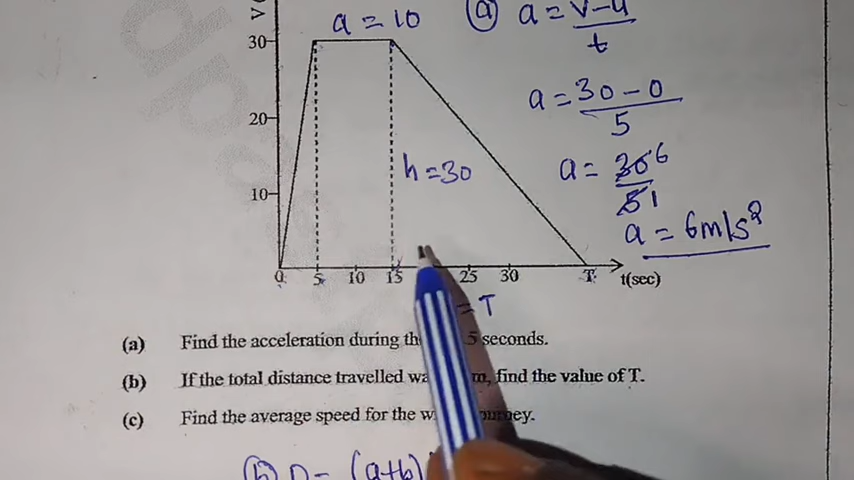 V
a = 10
(a) a = v-u
t
30
a = 30 - 0
5
20
h = 30
a = 30 6
5 1
10
a = 6m/s²
0 5 10 15 25 30 T t(sec)
= T
(a) Find the acceleration during th 5 seconds.
(b) If the total distance travelled wa m, find the value of T.
(c) Find the average speed for the w journey.
(b) D = (a+b)